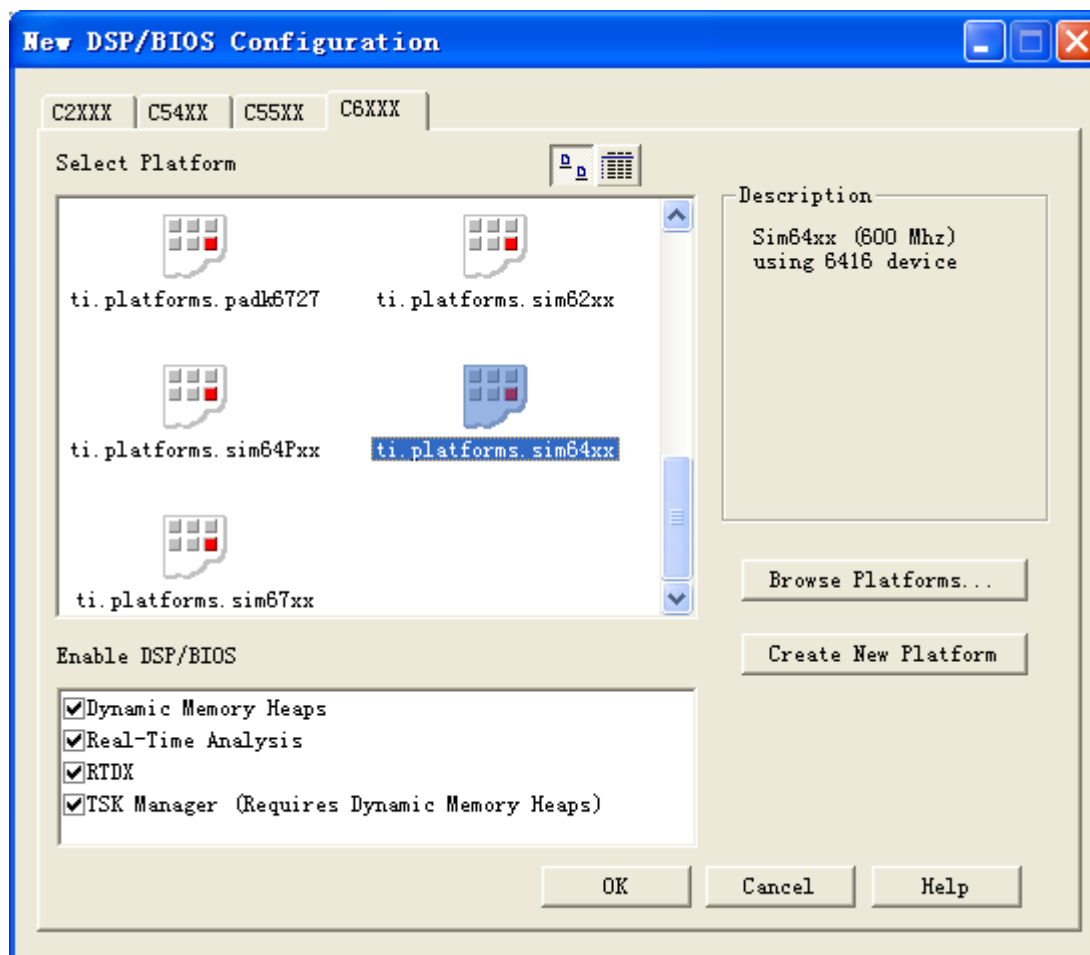 New DSP/BIOS Configuration
C2XXX
C54XX
C55XX
C6XXX
Select Platform
ti.platforms.padk6727
ti.platforms.sim62xx
ti.platforms.sim64Pxx
ti.platforms.sim64xx
ti.platforms.sim67xx
Description
Sim64xx (600 Mhz)
using 6416 device
Browse Platforms...
Create New Platform
Enable DSP/BIOS
Dynamic Memory Heaps
Real-Time Analysis
RTDX
TSK Manager (Requires Dynamic Memory Heaps)
OK
Cancel
Help